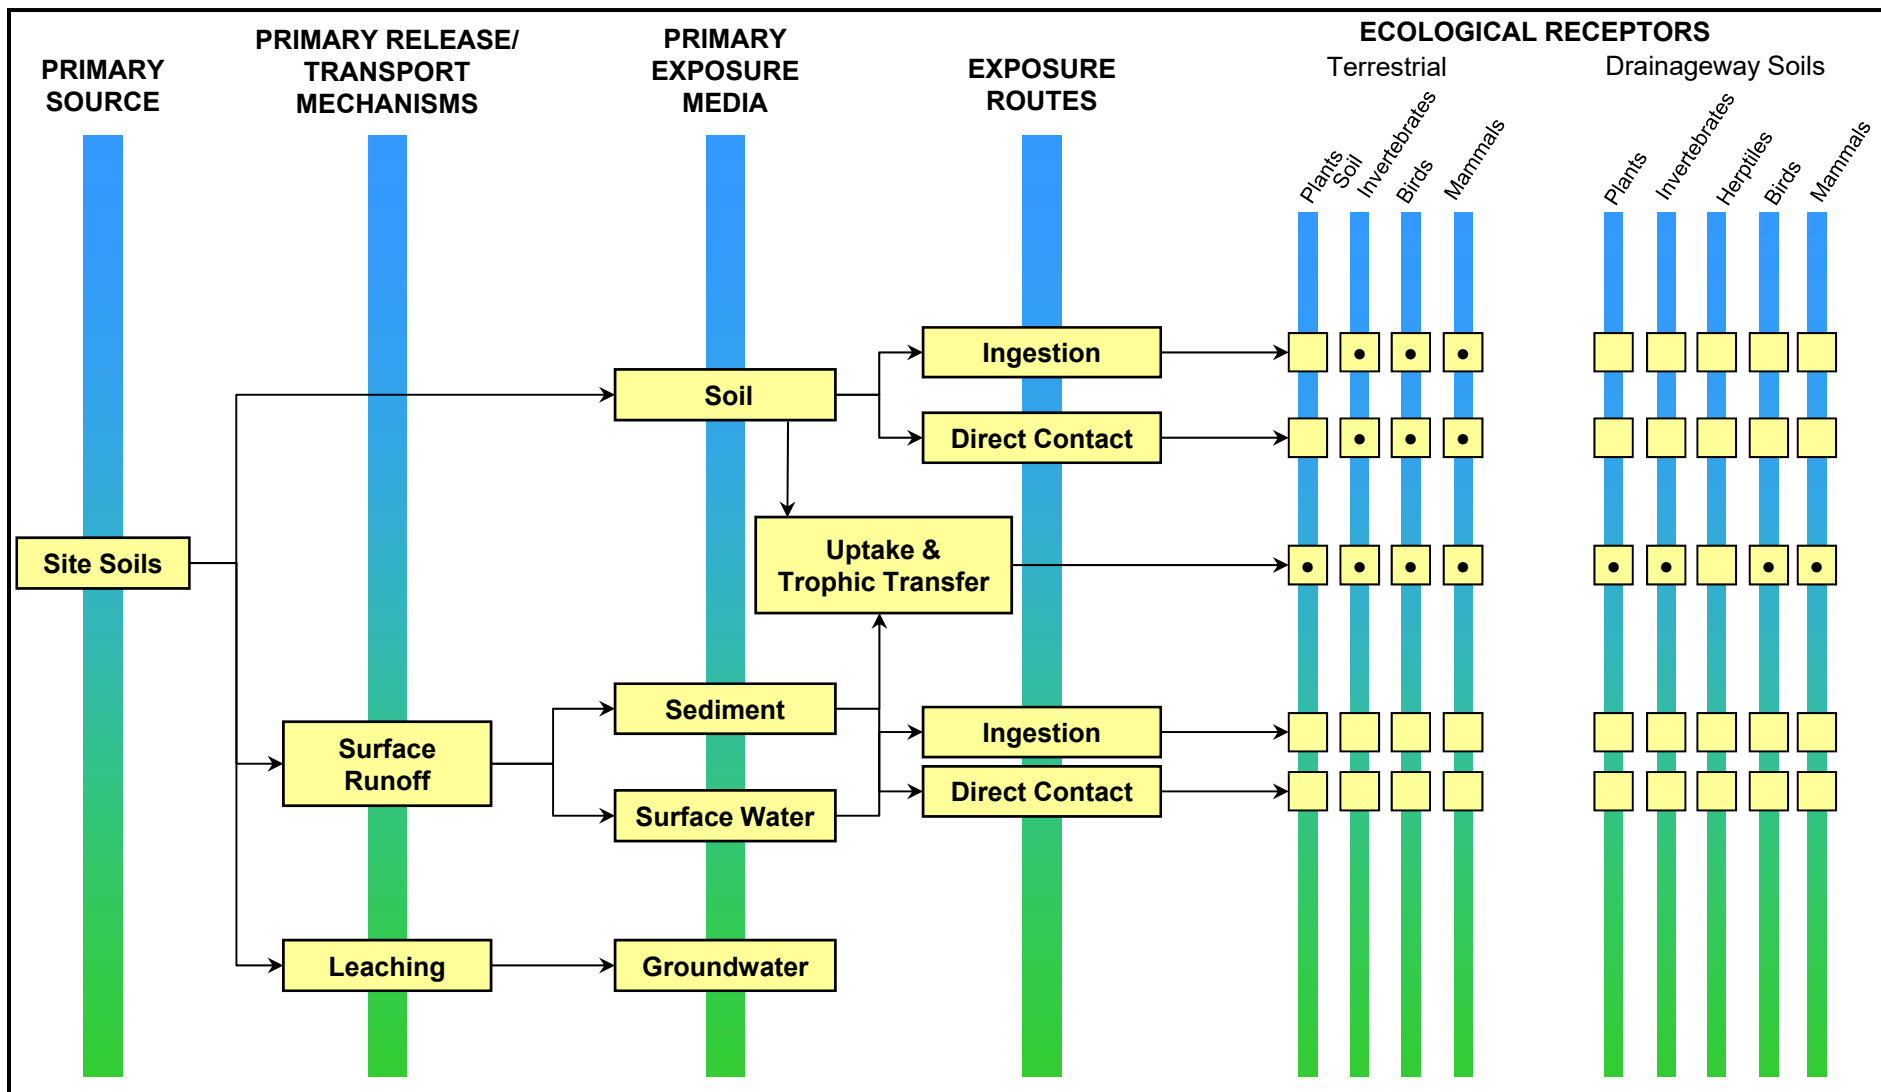 PRIMARY
SOURCE
PRIMARY RELEASE/
TRANSPORT
MECHANISMS
PRIMARY
EXPOSURE
MEDIA
EXPOSURE
ROUTES
ECOLOGICAL RECEPTORS
Terrestrial
Drainageway Soils
Plants
Soil
Invertebrates
Birds
Mammals
Plants
Invertebrates
Herptiles
Birds
Mammals
Ingestion
Soil
Direct Contact
Site Soils
Uptake &
Trophic Transfer
Sediment
Ingestion
Surface
Runoff
Direct Contact
Surface Water
Leaching
Groundwater